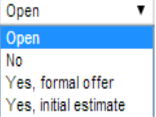 Open
Open
No
Yes, formal offer
Yes, initial estimate